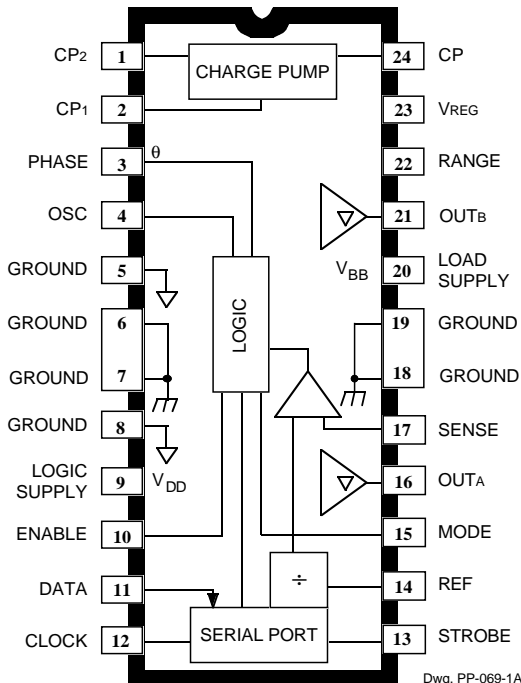 CP2 1 CHARGE PUMP 24 CP
CP1 2 23 VREG
PHASE 3 θ 22 RANGE
OSC 4 21 OUTB
GROUND 5 VBB 20 LOAD SUPPLY
GROUND 6 LOGIC 19 GROUND
GROUND 7 18 GROUND
GROUND 8 17 SENSE
LOGIC SUPPLY 9 VDD 16 OUTA
ENABLE 10 15 MODE
DATA 11 ÷ 14 REF
CLOCK 12 SERIAL PORT 13 STROBE
Dwg. PP-069-1A